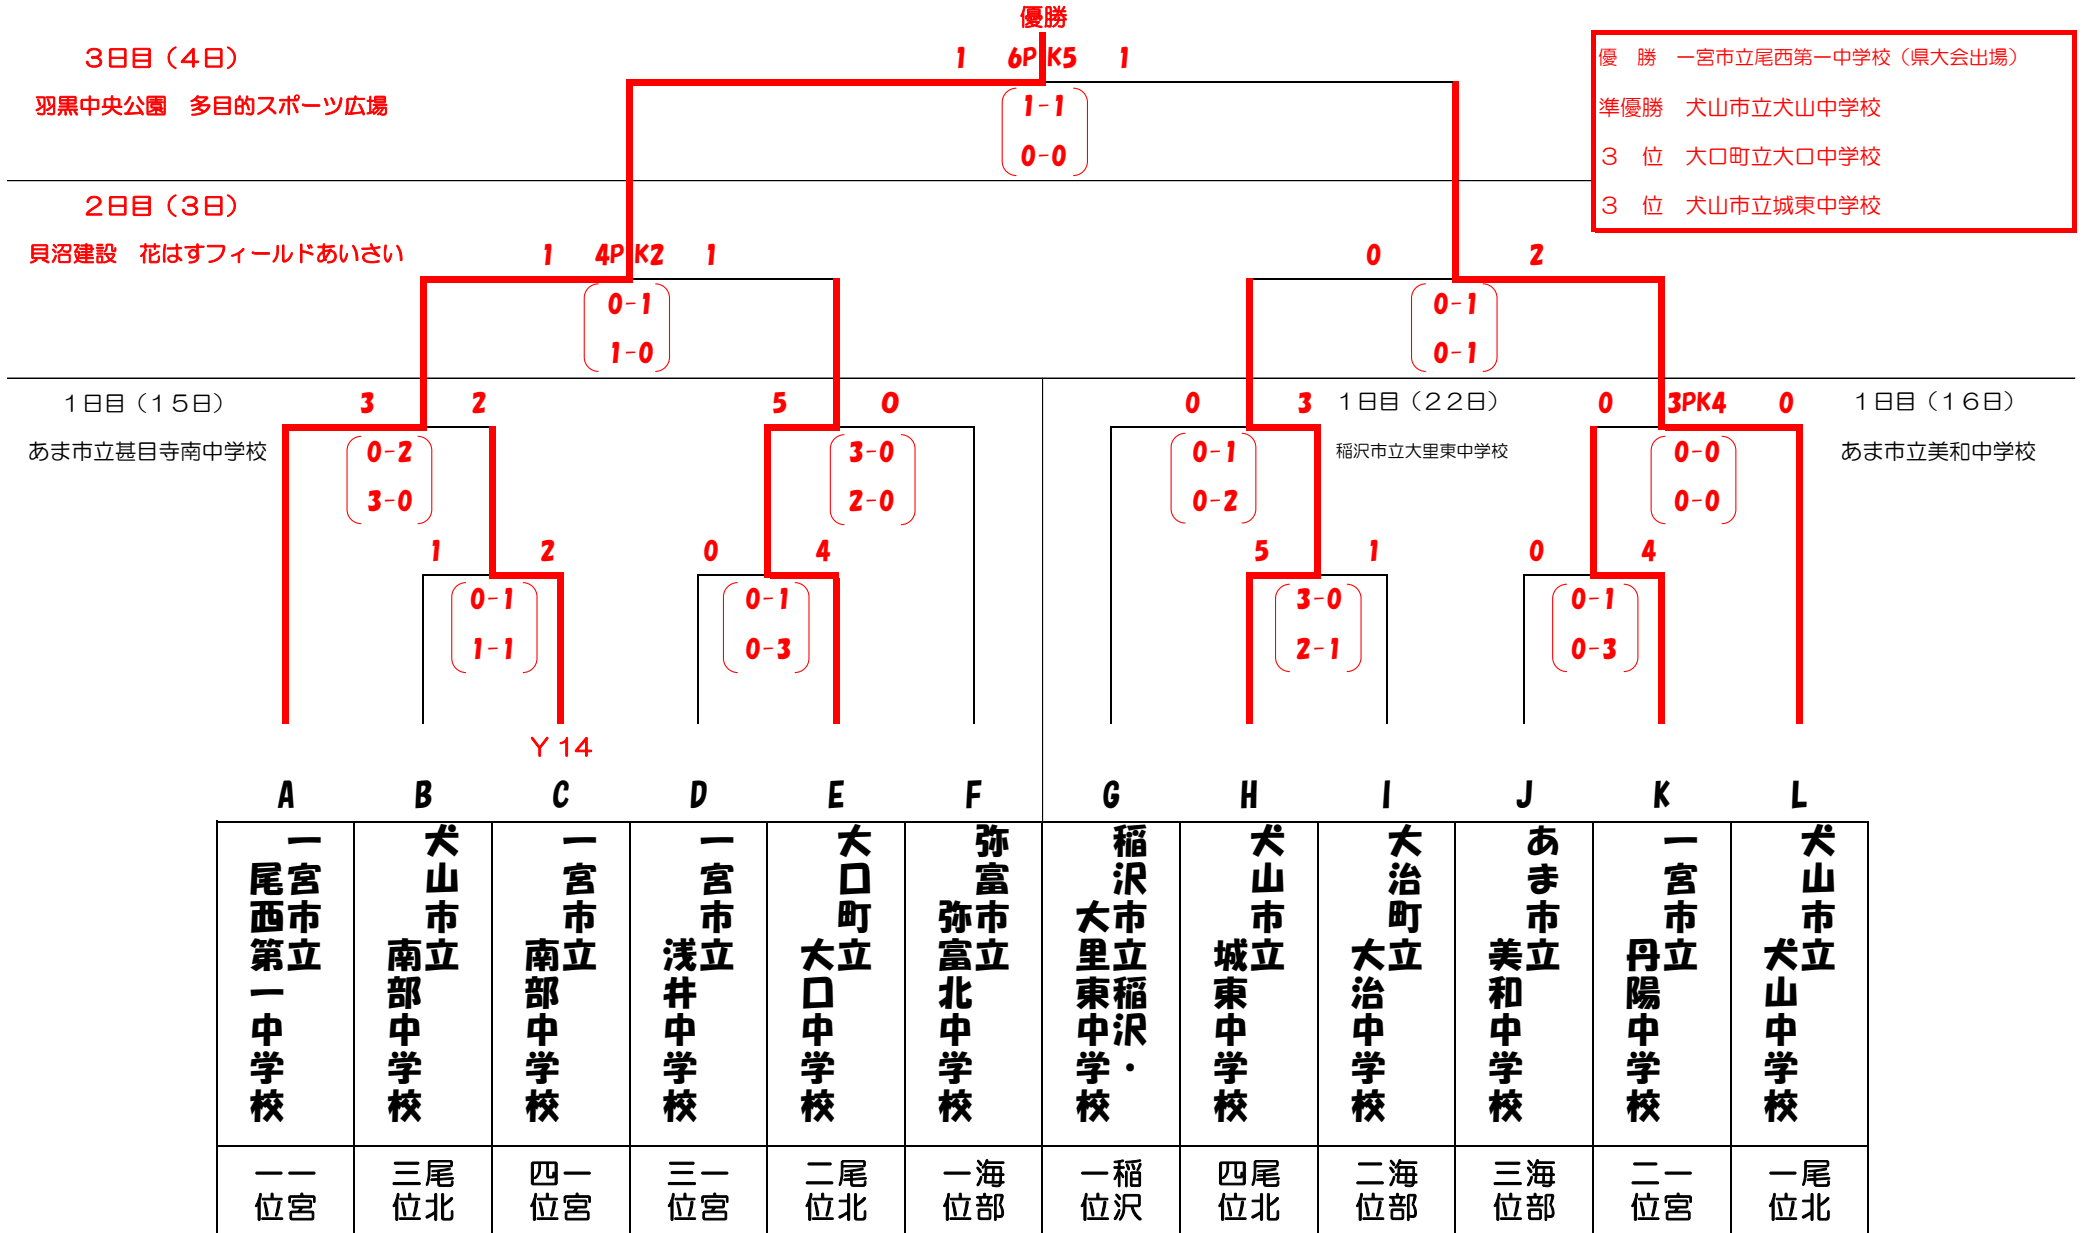 優勝
1 6PK5 1
3日目（4日）
羽黒中央公園 多目的スポーツ広場
1-1
0-0
優 勝 一宮市立尾西第一中学校（県大会出場）
準優勝 犬山市立犬山中学校
3 位 大口町立大口中学校
3 位 犬山市立城東中学校
2日目（3日）
貝沼建設 花はすフィールドあいさい
1 4PK2 1
0-1
1-0
0 2
0-1
0-1
1日目（15日）
あま市立甚目寺南中学校
3 2
0-2
3-0
5 0
3-0
2-0
0 3
0-1
0-2
1日目（22日）
稲沢市立大里東中学校
0 3PK4 0
0-0
0-0
1日目（16日）
あま市立美和中学校
1 2
0-1
1-1
0 4
0-1
0-3
5 1
3-0
2-1
0 4
0-1
0-3
Y 14
A B C D E F G H I J K L
一宮市立
尾西第一中学校
犬山市立
南部中学校
一宮市立
南部中学校
一宮市立
浅井中学校
大口町立
大口中学校
弥富市立
弥富北中学校
稲沢市立稲沢・
大里東中学校
犬山市立
城東中学校
大治町立
大治中学校
あま市立
美和中学校
一宮市立
丹陽中学校
犬山市立
犬山中学校
一宮
一位
尾北
三位
一宮
四位
一宮
三位
尾北
二位
海部
一位
稲沢
一位
尾北
四位
海部
二位
海部
三位
一宮
二位
尾北
一位